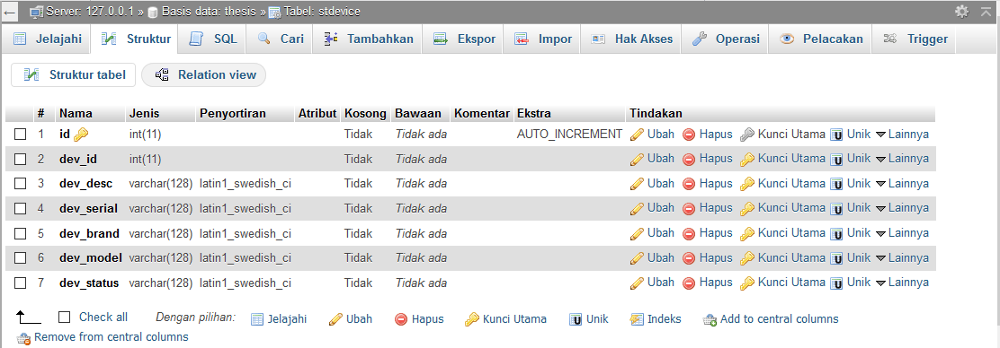 Server: 127.0.0.1 » Basis data: thesis » Tabel: stdevice
Jelajahi Struktur SQL Cari Tambahkan Ekspor Impor Hak Akses Operasi Pelacakan Trigger
Struktur tabel Relation view
# Nama Jenis Penyortiran Atribut Kosong Bawaan Komentar Ekstra Tindakan
1 id int(11) Tidak Tidak ada AUTO_INCREMENT Ubah Hapus Kunci Utama Unik Lainnya
2 dev_id int(11) Tidak Tidak ada Ubah Hapus Kunci Utama Unik Lainnya
3 dev_desc varchar(128) latin1_swedish_ci Tidak Tidak ada Ubah Hapus Kunci Utama Unik Lainnya
4 dev_serial varchar(128) latin1_swedish_ci Tidak Tidak ada Ubah Hapus Kunci Utama Unik Lainnya
5 dev_brand varchar(128) latin1_swedish_ci Tidak Tidak ada Ubah Hapus Kunci Utama Unik Lainnya
6 dev_model varchar(128) latin1_swedish_ci Tidak Tidak ada Ubah Hapus Kunci Utama Unik Lainnya
7 dev_status varchar(128) latin1_swedish_ci Tidak Tidak ada Ubah Hapus Kunci Utama Unik Lainnya
Check all Dengan pilihan: Jelajahi Ubah Hapus Kunci Utama Unik Indeks Add to central columns
Remove from central columns